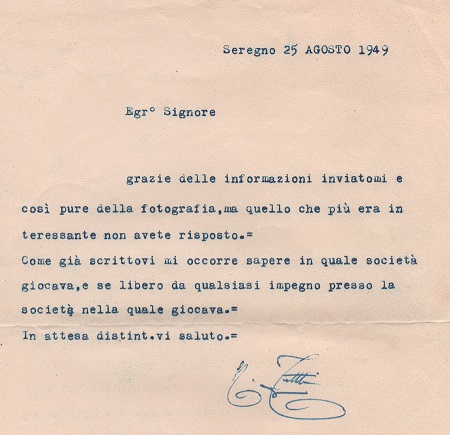 Seregno 25 AGOSTO 1949
Egr° Signore
grazie delle informazioni inviatomi e
così pure della fotografia,ma quello che più era in
teressante non avete risposto.=
Come già scrittovi mi occorre sapere in quale società
giocava,e se libero da qualsiasi impegno presso la
società nella quale giocava.=
In attesa distint.vi saluto.=